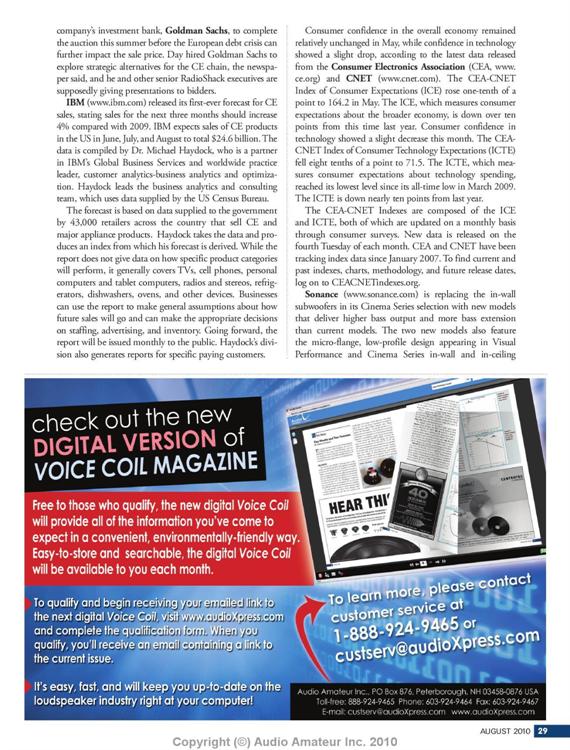 company's investment bank, Goldman Sachs, to complete
the auction this summer before the European debt crisis can
further impact the sale price. Day hired Goldman Sachs to
explore strategic alternatives for the CE chain, the newspa-
per said, and he and other senior RadioShack executives are
supposedly giving presentations to bidders.
IBM (www.ibm.com) released its first-ever forecast for CE
sales, stating sales for the next three months should increase
4% compared with 2009. IBM expects sales of CE products
in the US in June, July, and August to total $24.6 billion. The
data is compiled by Dr. Michael Haydock, who is a partner
in IBM's Global Business Services and worldwide practice
leader, customer analytics-business analytics and optimiza-
tion. Haydock leads the business analytics and consulting
team, which uses data supplied by the US Census Bureau.
The forecast is based on data supplied to the government
by 43,000 retailers across the country that sell CE and
major appliance products. Haydock takes the data and pro-
duces an index from which his forecast is derived. While the
report does not give data on how specific product categories
will perform, it generally covers TVs, cell phones, personal
computers and tablet computers, radios and stereos, refrig-
erators, dishwashers, ovens, and other devices. Businesses
can use the report to make general assumptions about how
future sales will go and can make the appropriate decisions
on staffing, advertising, and inventory. Going forward, the
report will be issued monthly to the public. Haydock's divi-
sion also generates reports for specific paying customers.
Consumer confidence in the overall economy remained
relatively unchanged in May, while confidence in technology
showed a slight drop, according to the latest data released
from the Consumer Electronics Association (CEA, www.
ce.org) and CNET (www.cnet.com). The CEA-CNET
Index of Consumer Expectations (ICE) rose one-tenth of a
point to 164.2 in May. The ICE, which measures consumer
expectations about the broader economy, is down over ten
points from this time last year. Consumer confidence in
technology showed a slight decrease this month. The CEA-
CNET Index of Consumer Technology Expectations (ICTE)
fell eight tenths of a point to 71.5. The ICTE, which mea-
sures consumer expectations about technology spending,
reached its lowest level since its all-time low in March 2009.
The ICTE is down nearly ten points from last year.
The CEA-CNET Indexes are composed of the ICE
and ICTE, both of which are updated on a monthly basis
through consumer surveys. New data is released on the
fourth Tuesday of each month. CEA and CNET have been
tracking index data since January 2007. To find current and
past indexes, charts, methodology, and future release dates,
log on to CEACNETindexes.org.
Sonance (www.sonance.com) is replacing the in-wall
subwoofers in its Cinema Series selection with new models
that deliver higher bass output and more bass extension
than current models. The two new models also feature
the micro-flange, low-profile design appearing in Visual
Performance and Cinema Series in-wall and in-ceiling
check out the new
DIGITAL VERSION of
VOICE COIL MAGAZINE
Free to those who qualify, the new digital Voice Coil
will provide all of the information you've come to
expect in a convenient, environmentally-friendly way.
Easy-to-store and searchable, the digital Voice Coil
will be available to you each month.
To qualify and begin receiving your emailed link to
the next digital Voice Coil, visit www.audioXpress.com
and complete the qualification form. When you
qualify, you'll receive an email containing a link to
the current issue.
It's easy, fast, and will keep you up-to-date on the
loudspeaker industry right at your computer!
HEAR THI
40
To learn more, please contact
customer service at
1-888-924-9465 or
custserv@audioXpress.com
Audio Amateur Inc., PO Box 876, Peterborough, NH 03458-0876 USA
Toll-free: 888-924-9465 Phone: 603-924-9464 Fax: 603-924-9467
E-mail: custserv@audioXpress.com www.audioXpress.com
AUGUST 2010 29
Copyright (©) Audio Amateur Inc. 2010